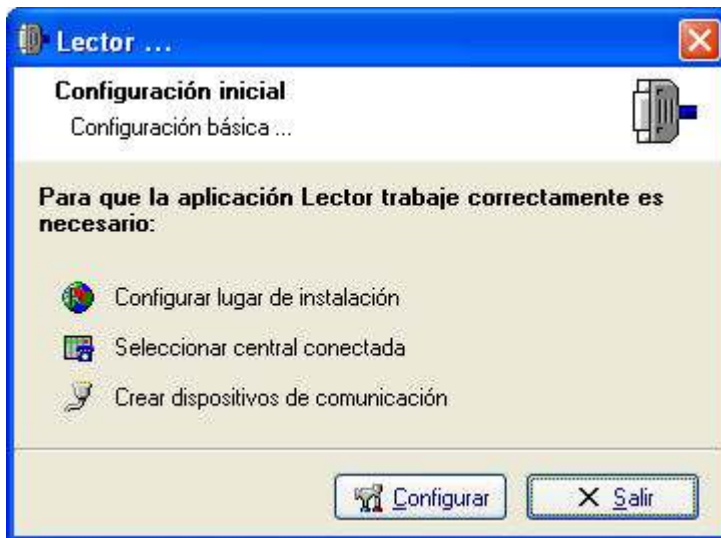 Lector ...
Configuración inicial
Configuración básica ...
Para que la aplicación Lector trabaje correctamente es
necesario:
Configurar lugar de instalación
Seleccionar central conectada
Crear dispositivos de comunicación
Configurar
Salir